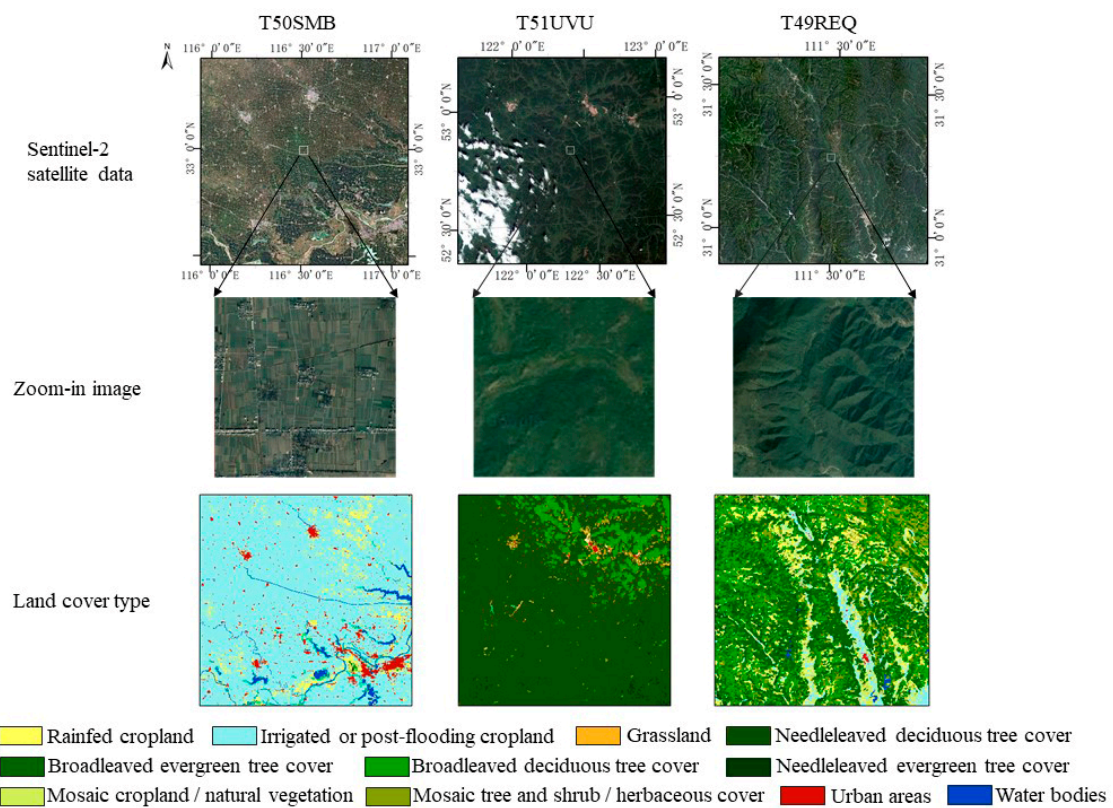 T50SMB T51UVU T49REQ
N 116° 0′0″E 116° 30′0″E 117° 0′0″E 122° 0′0″E 123° 0′0″E 111° 30′0″E
Sentinel-2
satellite data
33° 0′0″N 33° 0′0″N 53° 0′0″N 52° 30′0″N 53° 0′0″N 52° 30′0″N 31° 30′0″N 31° 0′0″N 31° 30′0″N 31° 0′0″N
116° 0′0″E 116° 30′0″E 117° 0′0″E 122° 0′0″E 122° 30′0″E 111° 30′0″E
Zoom-in image
Land cover type
Rainfed cropland Irrigated or post-flooding cropland Grassland Needleleaved deciduous tree cover
Broadleaved evergreen tree cover Broadleaved deciduous tree cover Needleleaved evergreen tree cover
Mosaic cropland / natural vegetation Mosaic tree and shrub / herbaceous cover Urban areas Water bodies